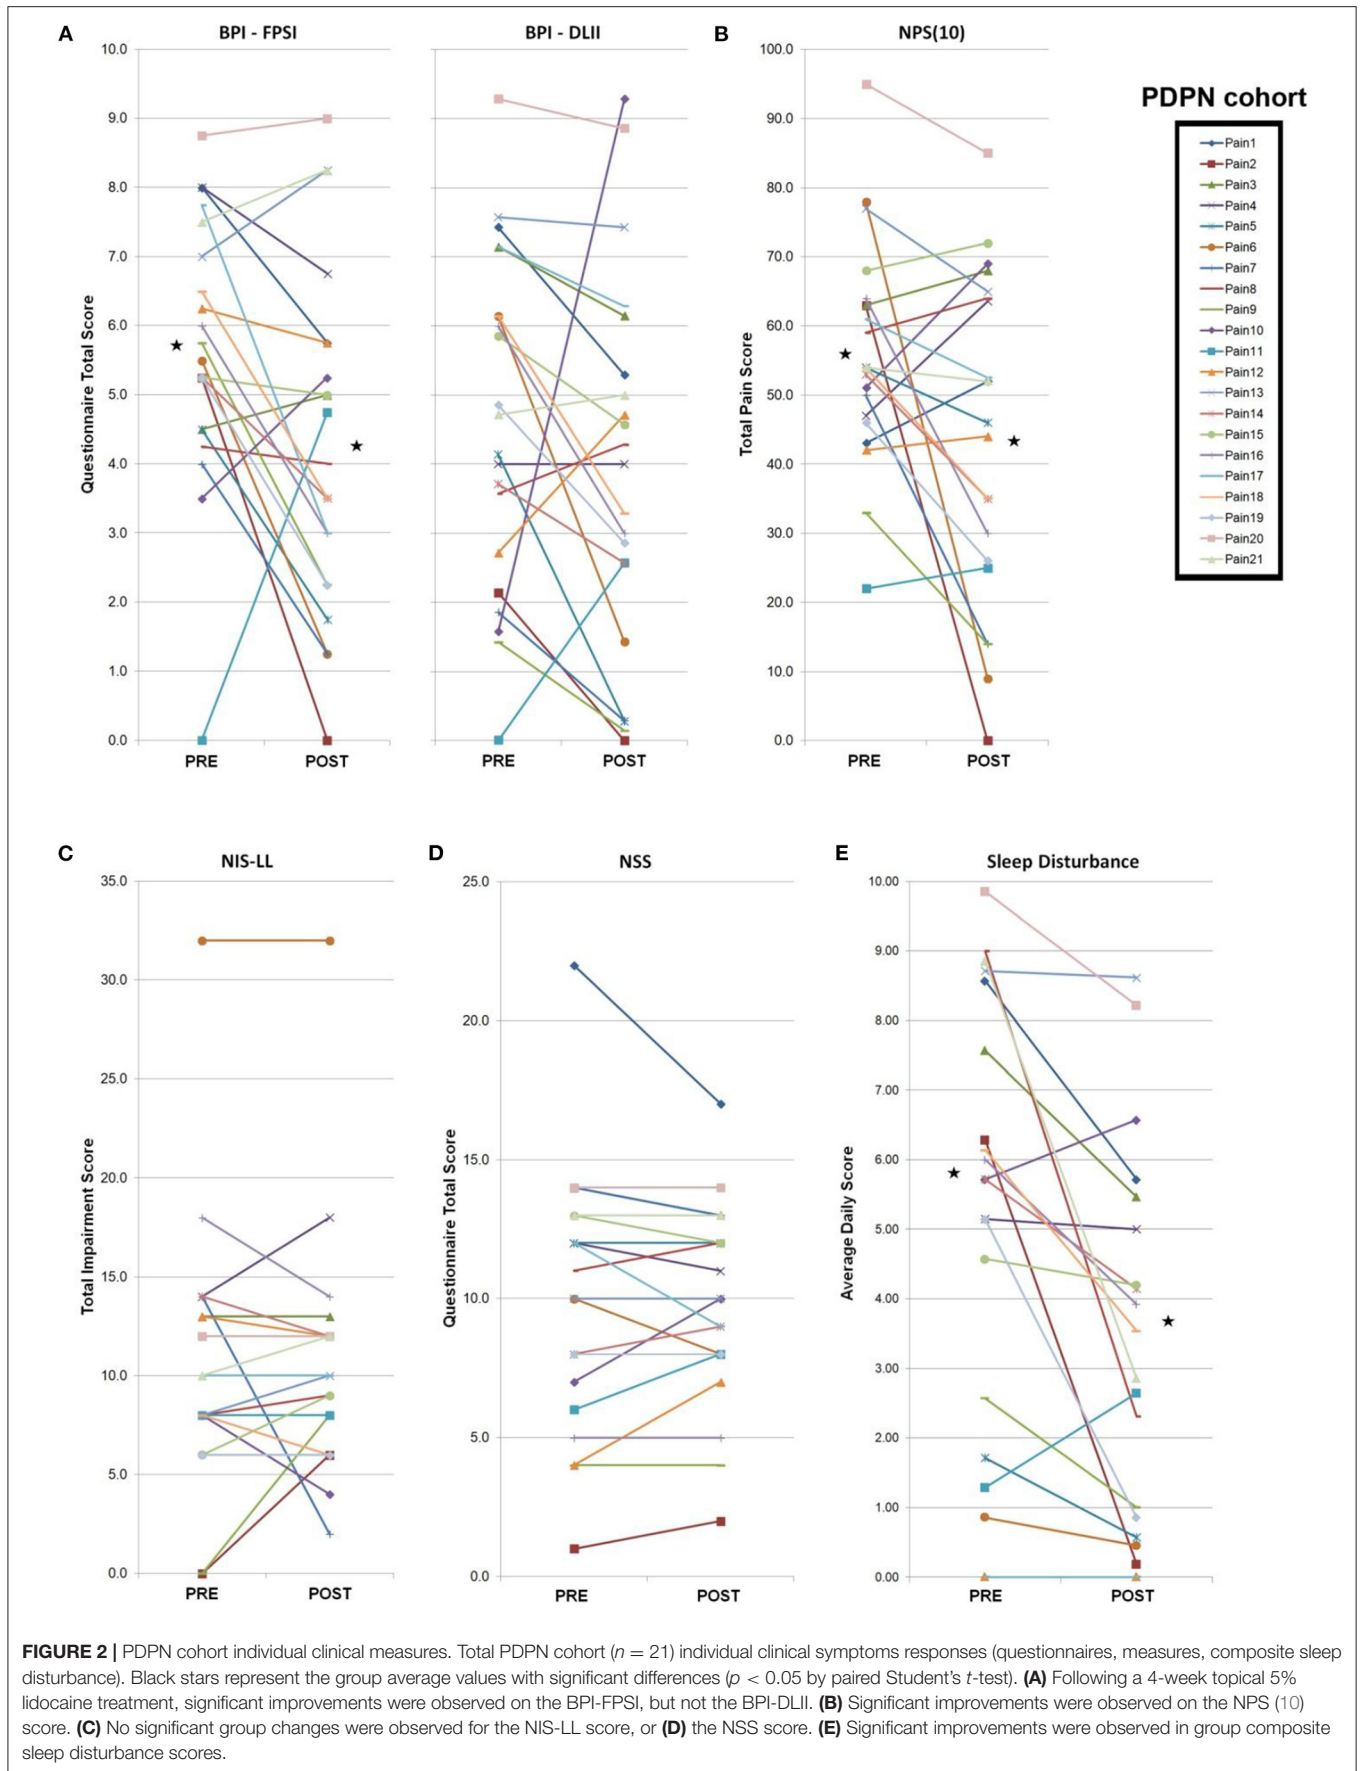 A
BPI - FPSI
BPI - DLII
B
NPS(10)
PDPN cohort
Questionnaire Total Score
10.0
9.0
8.0
7.0
6.0
5.0
4.0
3.0
2.0
1.0
0.0
PRE POST
PRE POST
Total Pain Score
100.0
90.0
80.0
70.0
60.0
50.0
40.0
30.0
20.0
10.0
0.0
PRE POST
Pain1
Pain2
Pain3
Pain4
Pain5
Pain6
Pain7
Pain8
Pain9
Pain10
Pain11
Pain12
Pain13
Pain14
Pain15
Pain16
Pain17
Pain18
Pain19
Pain20
Pain21
C
NIS-LL
Total Impairment Score
35.0
30.0
25.0
20.0
15.0
10.0
5.0
0.0
PRE POST
D
NSS
Questionnaire Total Score
25.0
20.0
15.0
10.0
5.0
0.0
PRE POST
E
Sleep Disturbance
Average Daily Score
10.00
9.00
8.00
7.00
6.00
5.00
4.00
3.00
2.00
1.00
0.00
PRE POST
FIGURE 2 | PDPN cohort individual clinical measures. Total PDPN cohort (n = 21) individual clinical symptoms responses (questionnaires, measures, composite sleep
disturbance). Black stars represent the group average values with significant differences (p < 0.05 by paired Student's t-test). (A) Following a 4-week topical 5%
lidocaine treatment, significant improvements were observed on the BPI-FPSI, but not the BPI-DLII. (B) Significant improvements were observed on the NPS (10)
score. (C) No significant group changes were observed for the NIS-LL score, or (D) the NSS score. (E) Significant improvements were observed in group composite
sleep disturbance scores.